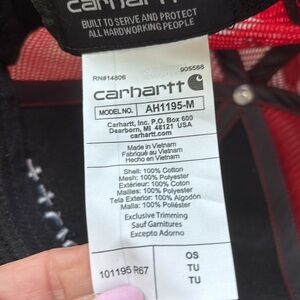 carhartt
BUILT TO SERVE AND PROTECT
ALL HARDWORKING PEOPLE
RN#14806 905588
carhartt
MODEL NO. AH1195-M
Carhartt, Inc. P.O. Box 600
Dearborn, MI 48121 USA
carhartt.com
Made in Vietnam
Fabriqué au Vietnam
Hecho en Vietnam
Shell: 100% Cotton
Mesh: 100% Polyester
Extérieur: 100% Coton
Mailles: 100% Polyester
Tela Exterior: 100% Algodón
Malla: 100% Poliéster
Exclusive Trimming
Sauf Garnitures
Excepto Adorno
101195 R67
OS
TU
TU